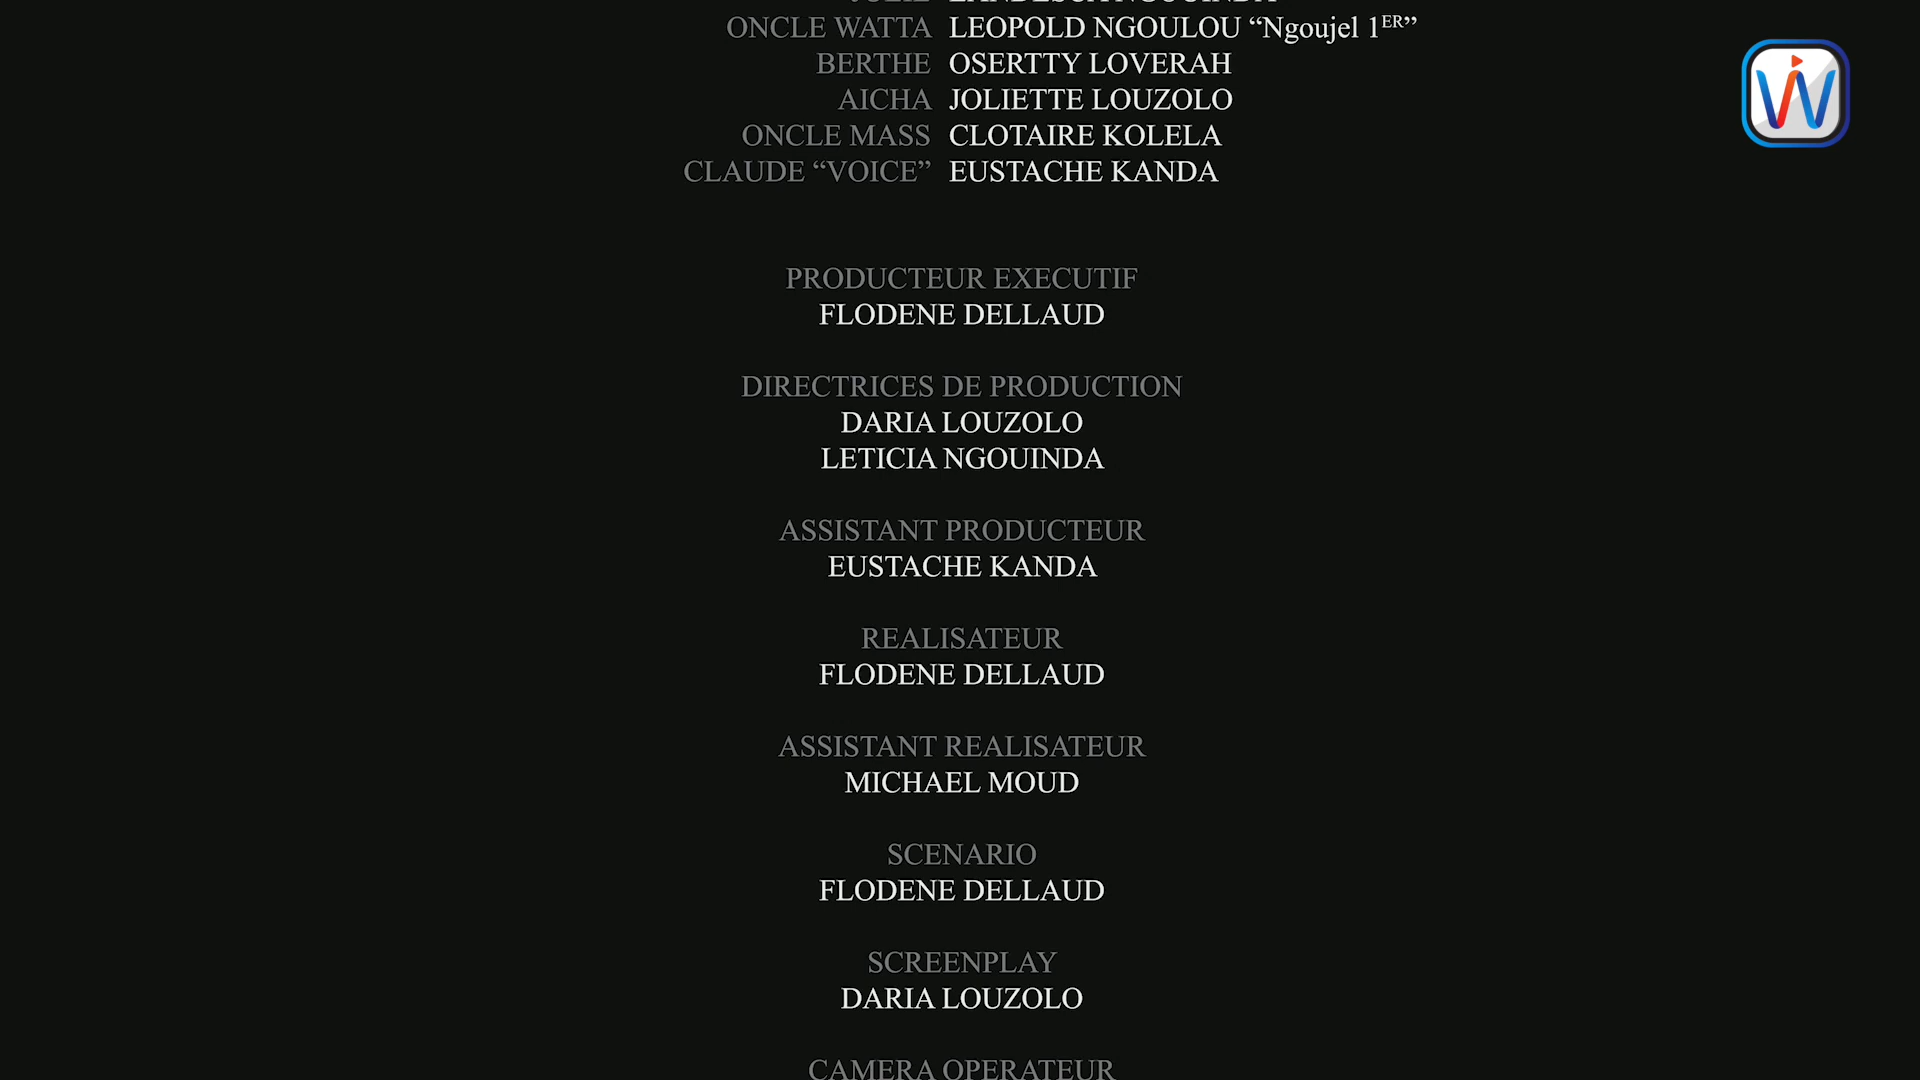 ONCLE WATTA LEOPOLD NGOULOU “Ngoujel 1ER”
BERTHE OSERTTY LOVERAH
AICHA JOLIETTE LOUZOLO
ONCLE MASS CLOTAIRE KOLELA
CLAUDE “VOICE” EUSTACHE KANDA
PRODUCTEUR EXECUTIF
FLODENE DELLAUD
DIRECTRICES DE PRODUCTION
DARIA LOUZOLO
LETICIA NGOUINDA
ASSISTANT PRODUCTEUR
EUSTACHE KANDA
REALISATEUR
FLODENE DELLAUD
ASSISTANT REALISATEUR
MICHAEL MOUD
SCENARIO
FLODENE DELLAUD
SCREENPLAY
DARIA LOUZOLO
CAMERA OPERATEUR